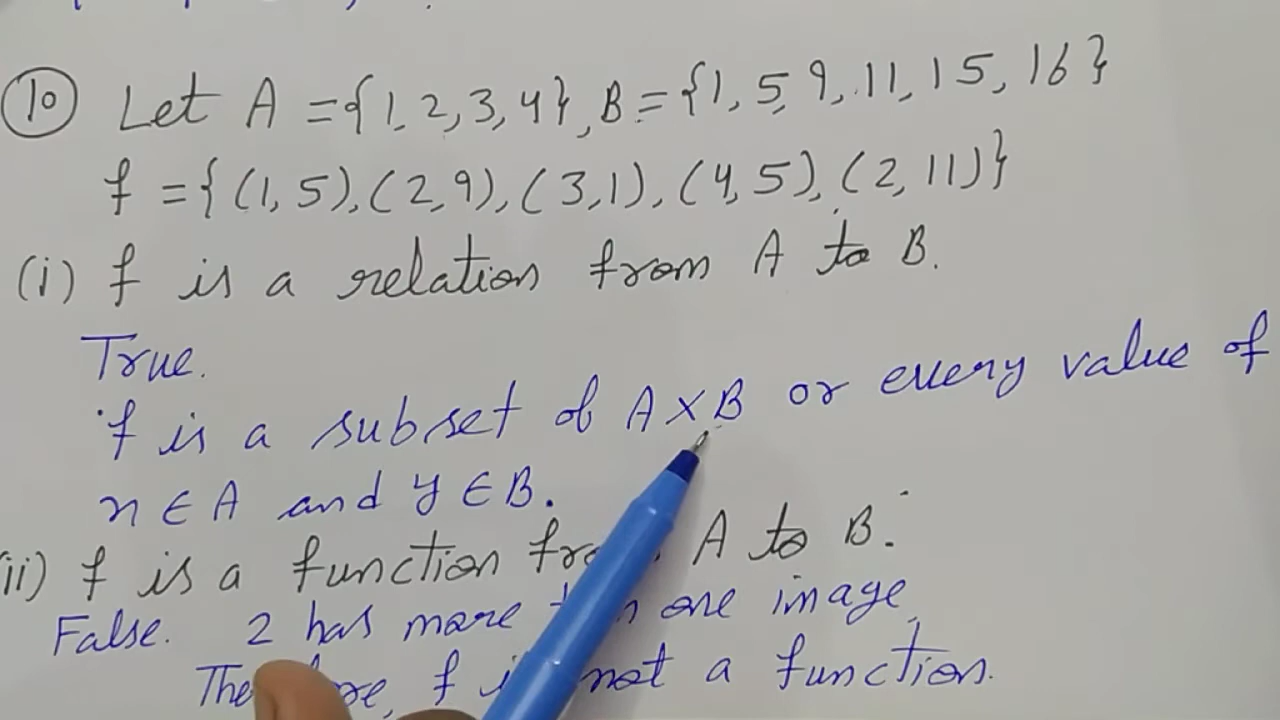 10 Let A = {1, 2, 3, 4}, B = {1, 5, 9, 11, 15, 16}
f = {(1, 5), (2, 9), (3, 1), (4, 5), (2, 11)}
(i) f is a relation from A to B.
True.
f is a subset of A × B or every value of
x ∈ A and y ∈ B.
(ii) f is a function A to B.
False. 2 has more one image
f not a function.